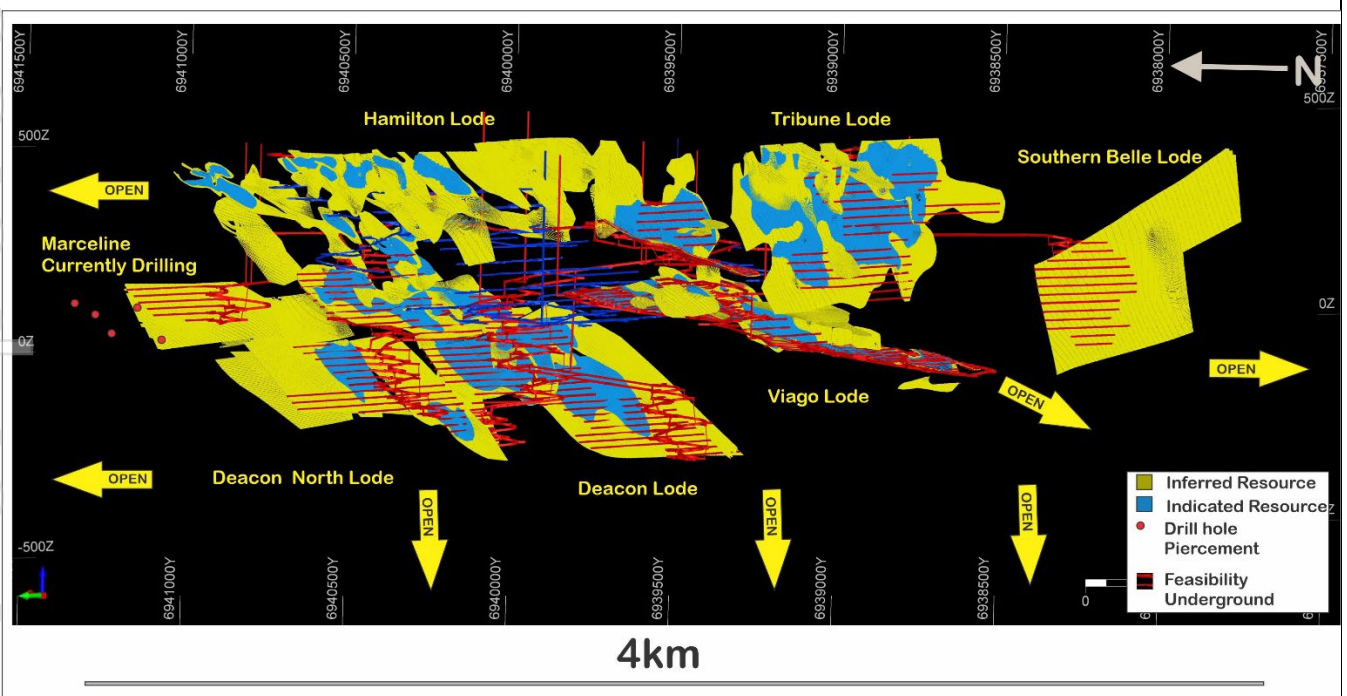 6941500Y
6941000Y
6940500Y
6940000Y
6939500Y
6939000Y
6938500Y
6938000Y
500Y
N
500Z
500Z
Hamilton Lode
Tribune Lode
Southern Belle Lode
OPEN
Marceline
Currently Drilling
0Z
0Z
OPEN
Viago Lode
OPEN
Deacon North Lode
Deacon Lode
OPEN
OPEN
OPEN
OPEN
-500Z
6941000Y
6940500Y
6940000Y
6939500Y
6939000Y
6938500Y
Inferred Resource
Indicated Resource
Drill hole
Piercement
Feasibility
Underground
0
4km